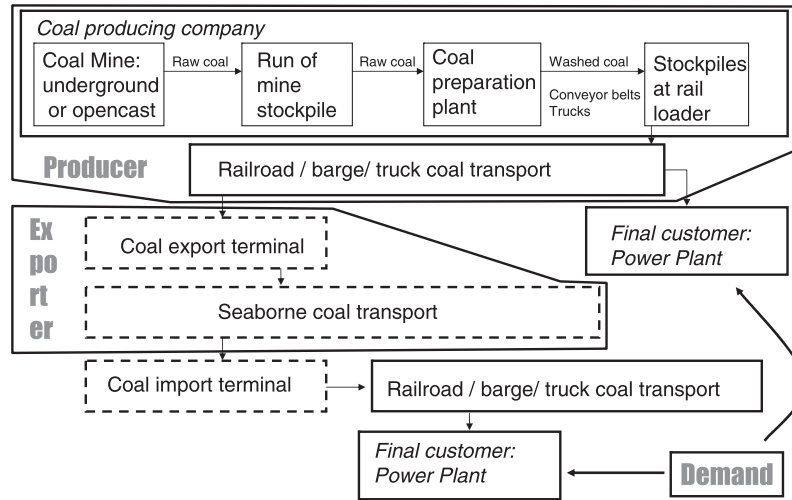 Coal producing company
Coal Mine:
underground
or opencast
Raw coal
Run of
mine
stockpile
Raw coal
Coal
preparation
plant
Washed coal
Conveyor belts
Trucks
Stockpiles
at rail
loader
Producer
Railroad / barge/ truck coal transport
Ex
po
rt
er
Coal export terminal
Final customer:
Power Plant
Seaborne coal transport
Coal import terminal
Railroad / barge/ truck coal transport
Final customer:
Power Plant
Demand